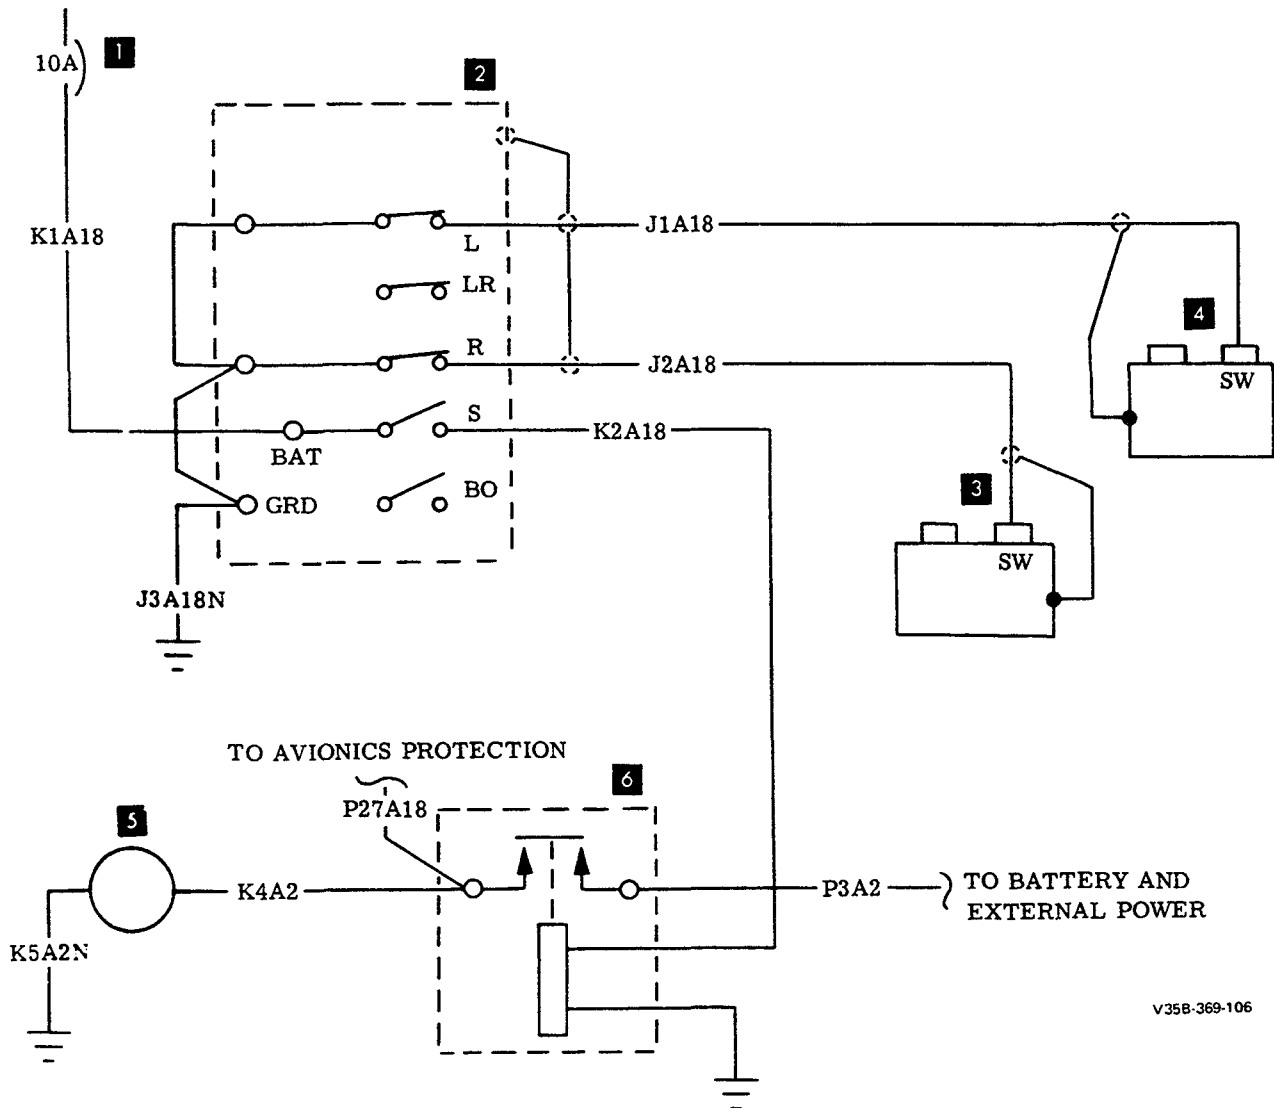 1
10A
2
K1A18
L
J1A18
LR
4
R
J2A18
SW
S
K2A18
BAT
BO
3
GRD
SW
J3A18N
TO AVIONICS PROTECTION
6
P27A18
5
K4A2
P3A2
TO BATTERY AND
EXTERNAL POWER
K5A2N
V35B-369-106